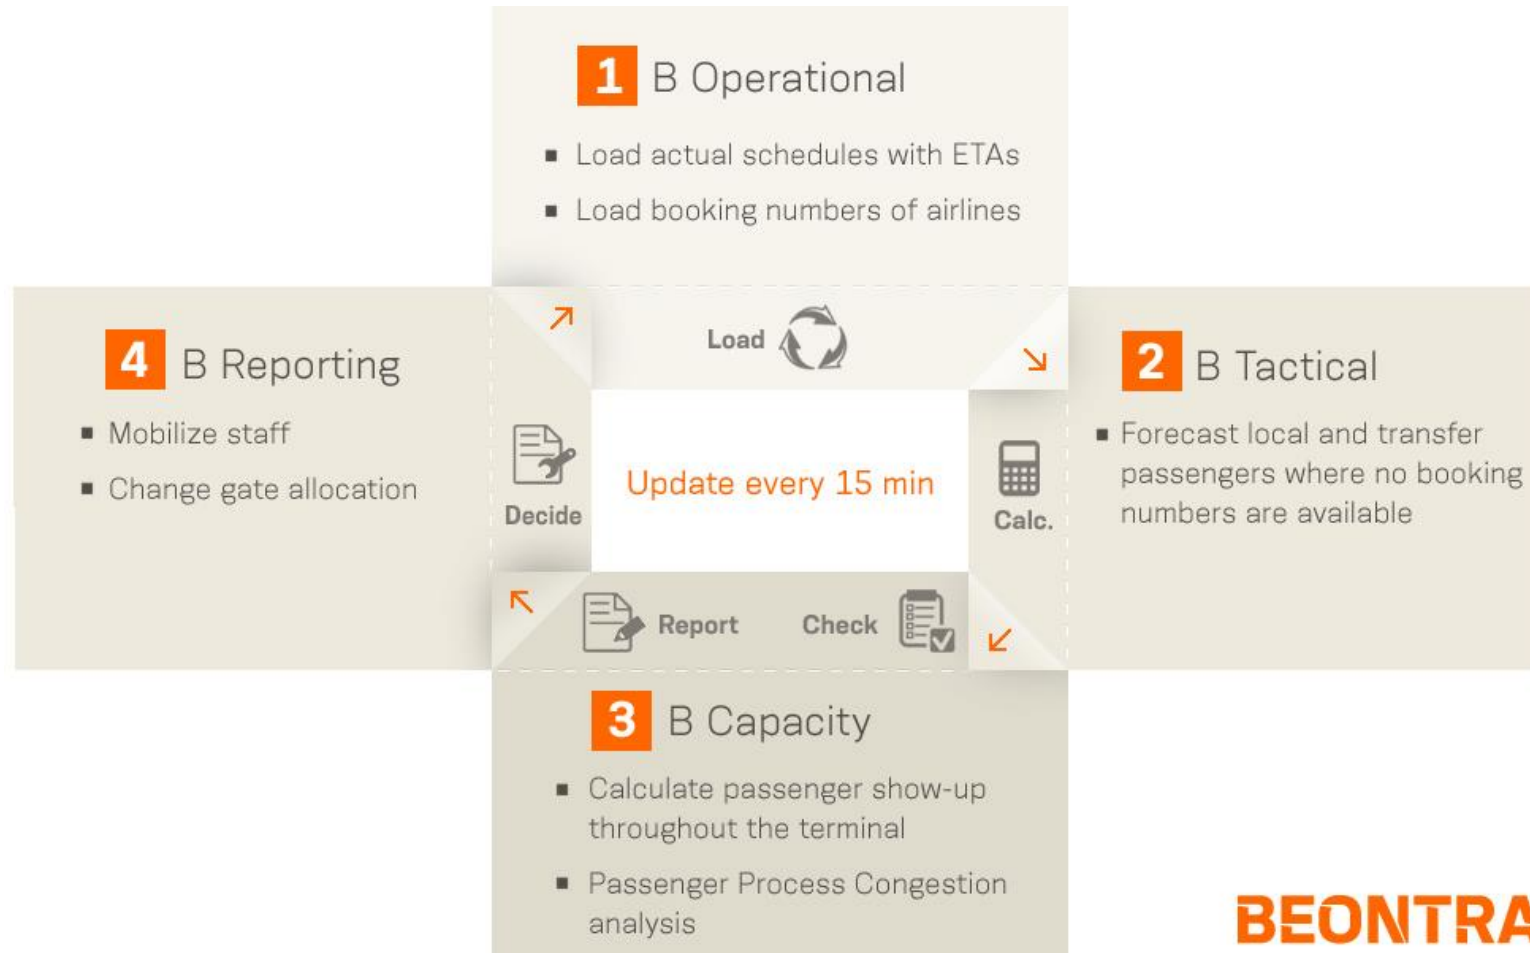 1 B Operational
▪ Load actual schedules with ETAs
▪ Load booking numbers of airlines
Load
4 B Reporting
▪ Mobilize staff
▪ Change gate allocation
Decide
Update every 15 min
Calc.
2 B Tactical
▪ Forecast local and transfer
passengers where no booking
numbers are available
Report
Check
3 B Capacity
▪ Calculate passenger show-up
throughout the terminal
▪ Passenger Process Congestion
analysis
BEONTRA